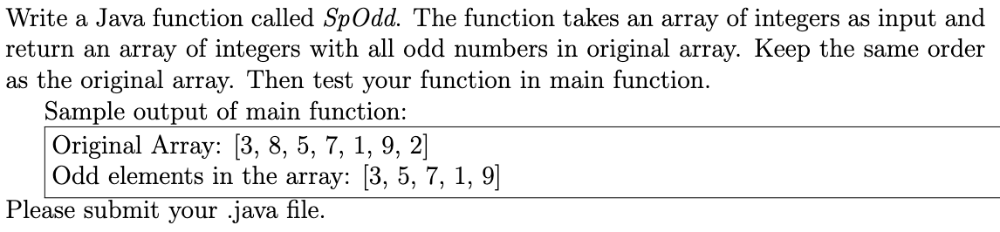 Write a Java function called SpOdd. The function takes an array of integers as input and
return an array of integers with all odd numbers in original array. Keep the same order
as the original array. Then test your function in main function.
Sample output of main function:
Original Array: [3, 8, 5, 7, 1, 9, 2]
Odd elements in the array: [3, 5, 7, 1, 9]
Please submit your .java file.